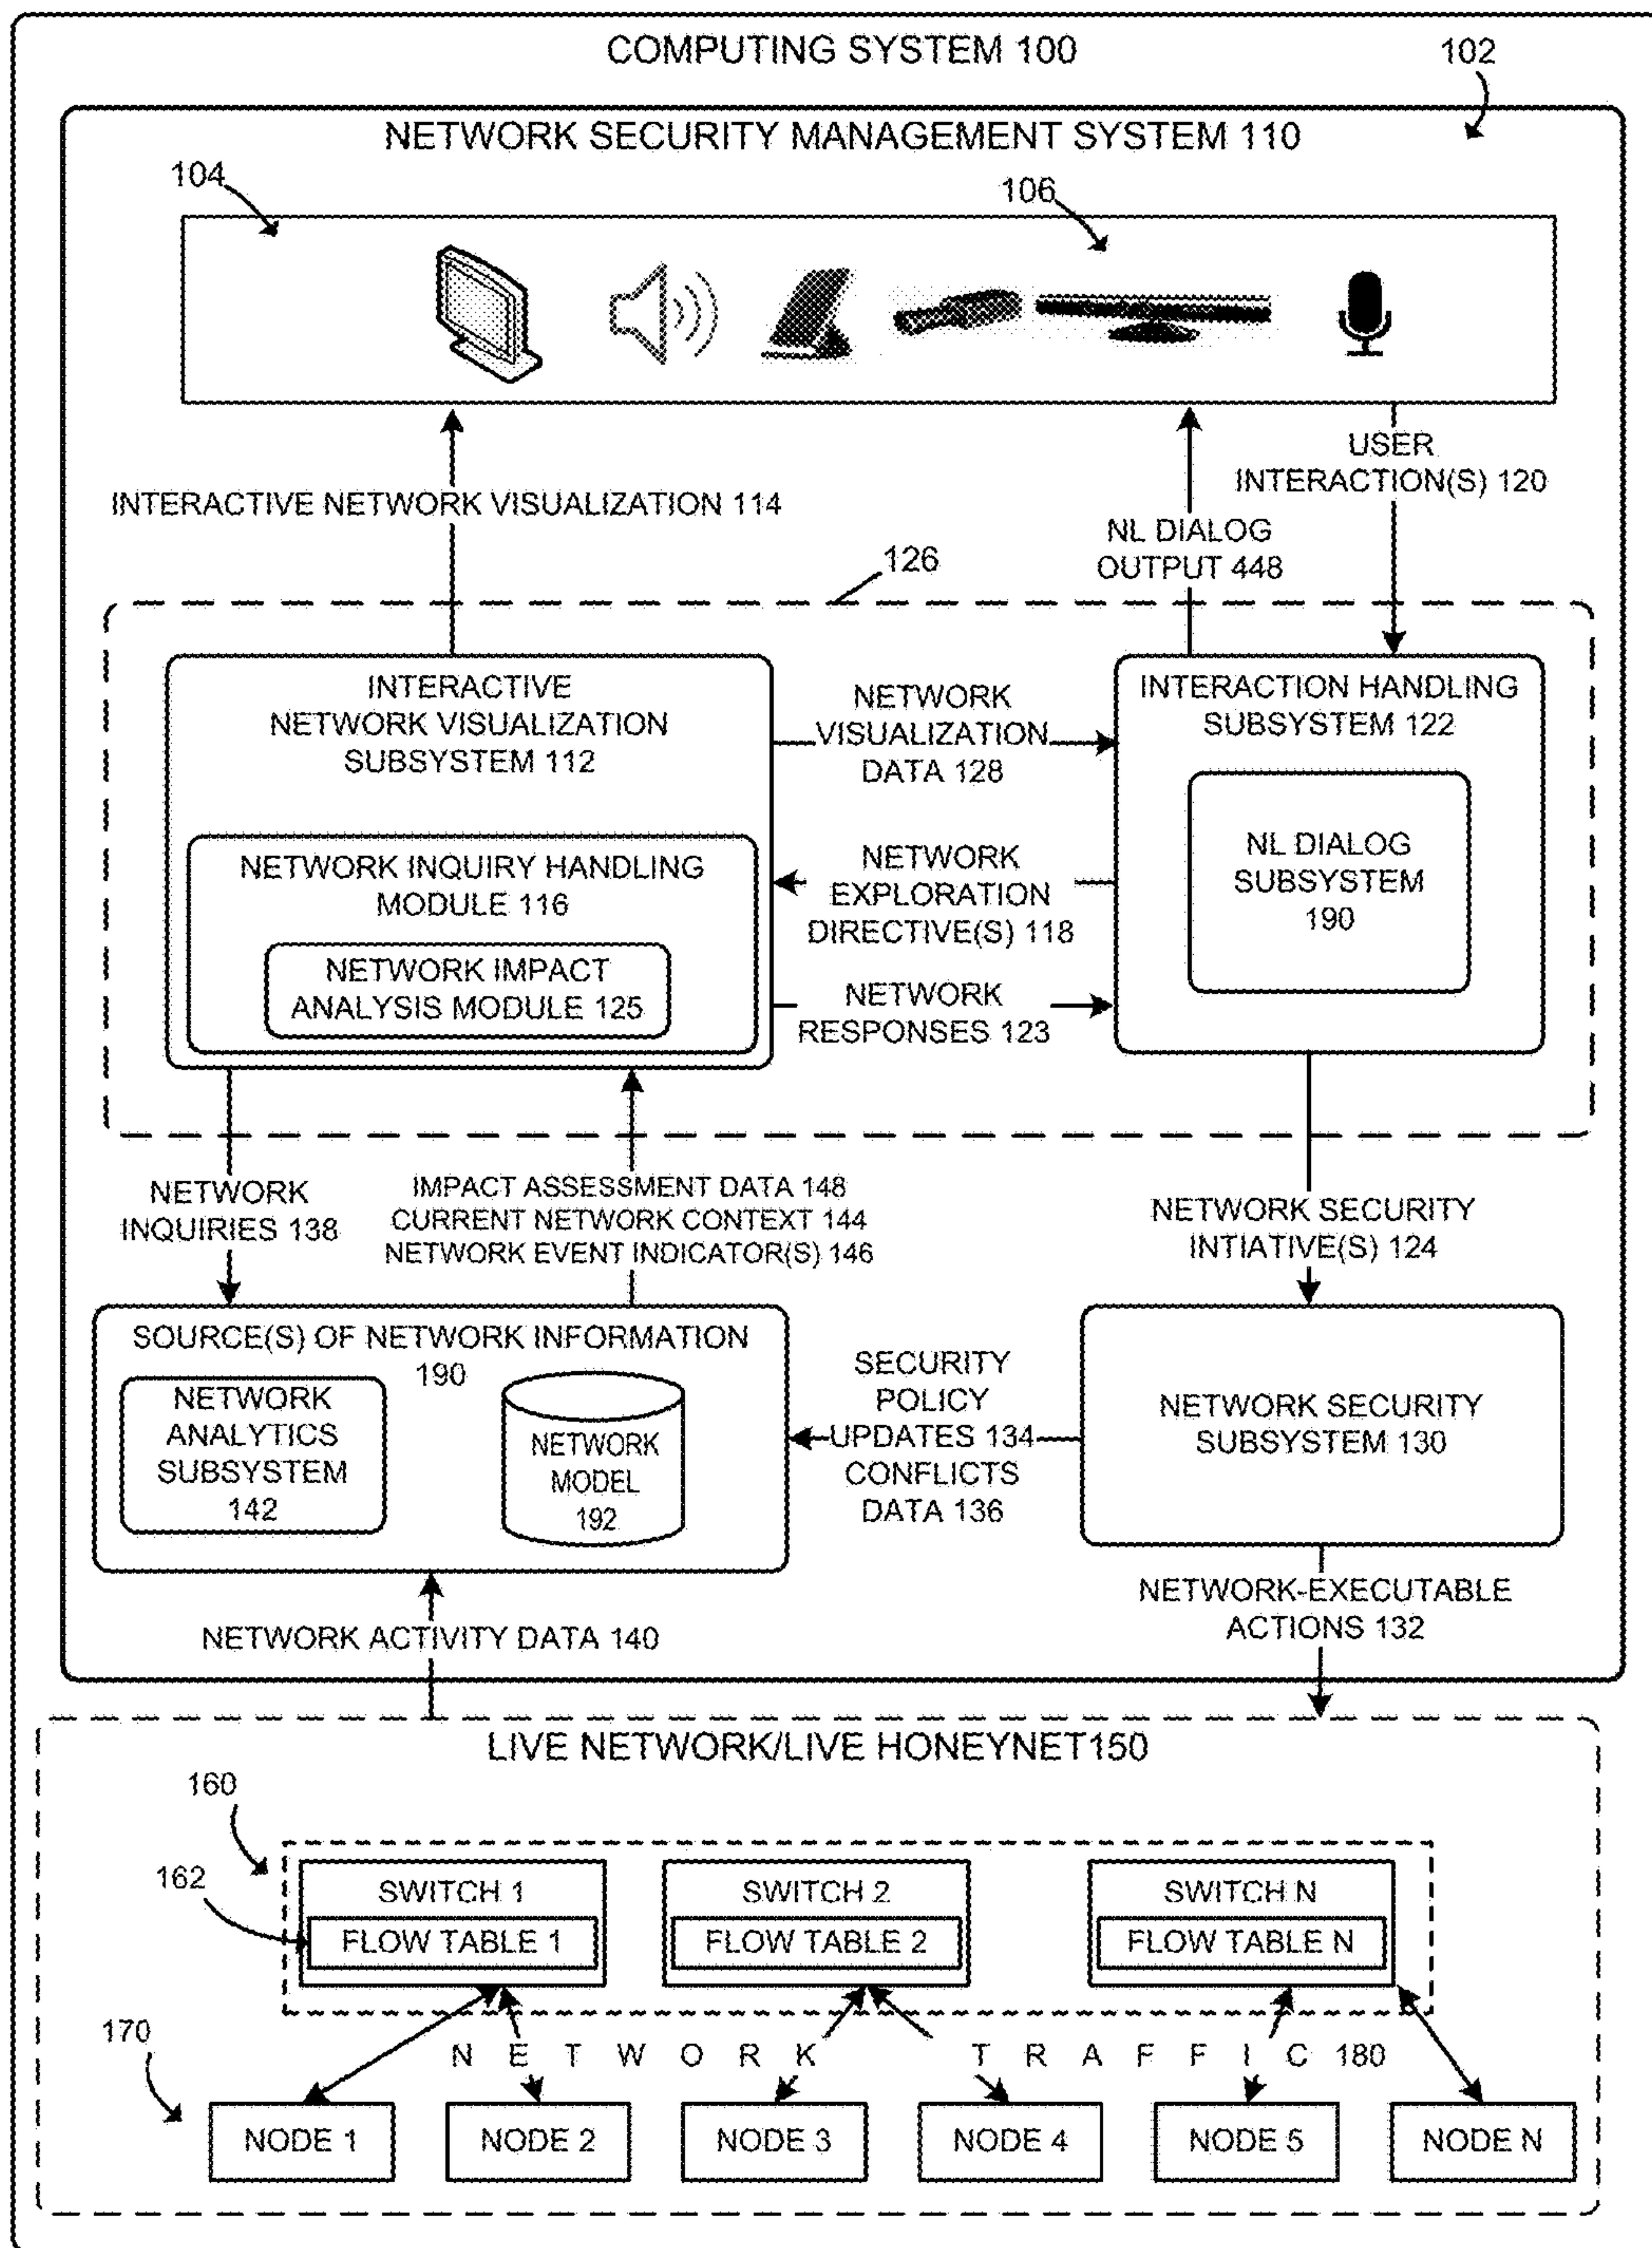 COMPUTING SYSTEM 100
102
NETWORK SECURITY MANAGEMENT SYSTEM 110
104
106
INTERACTIVE NETWORK VISUALIZATION 114
NL DIALOG
OUTPUT 448
USER
INTERACTION(S) 120
126
INTERACTIVE
NETWORK VISUALIZATION
SUBSYSTEM 112
NETWORK INQUIRY HANDLING
MODULE 116
NETWORK IMPACT
ANALYSIS MODULE 125
NETWORK
VISUALIZATION
DATA 128
NETWORK
EXPLORATION
DIRECTIVE(S) 118
NETWORK
RESPONSES 123
INTERACTION HANDLING
SUBSYSTEM 122
NL DIALOG
SUBSYSTEM
190
NETWORK
INQUIRIES 138
IMPACT ASSESSMENT DATA 148
CURRENT NETWORK CONTEXT 144
NETWORK EVENT INDICATOR(S) 146
NETWORK SECURITY
INTIATIVE(S) 124
SOURCE(S) OF NETWORK INFORMATION
190
NETWORK
ANALYTICS
SUBSYSTEM
142
NETWORK
MODEL
192
SECURITY
POLICY
UPDATES 134
CONFLICTS
DATA 136
NETWORK SECURITY
SUBSYSTEM 130
NETWORK ACTIVITY DATA 140
NETWORK-EXECUTABLE
ACTIONS 132
LIVE NETWORK/LIVE HONEYNET150
160
162
SWITCH 1
FLOW TABLE 1
SWITCH 2
FLOW TABLE 2
SWITCH N
FLOW TABLE N
170
N E T W O R K T R A F F I C 180
NODE 1
NODE 2
NODE 3
NODE 4
NODE 5
NODE N